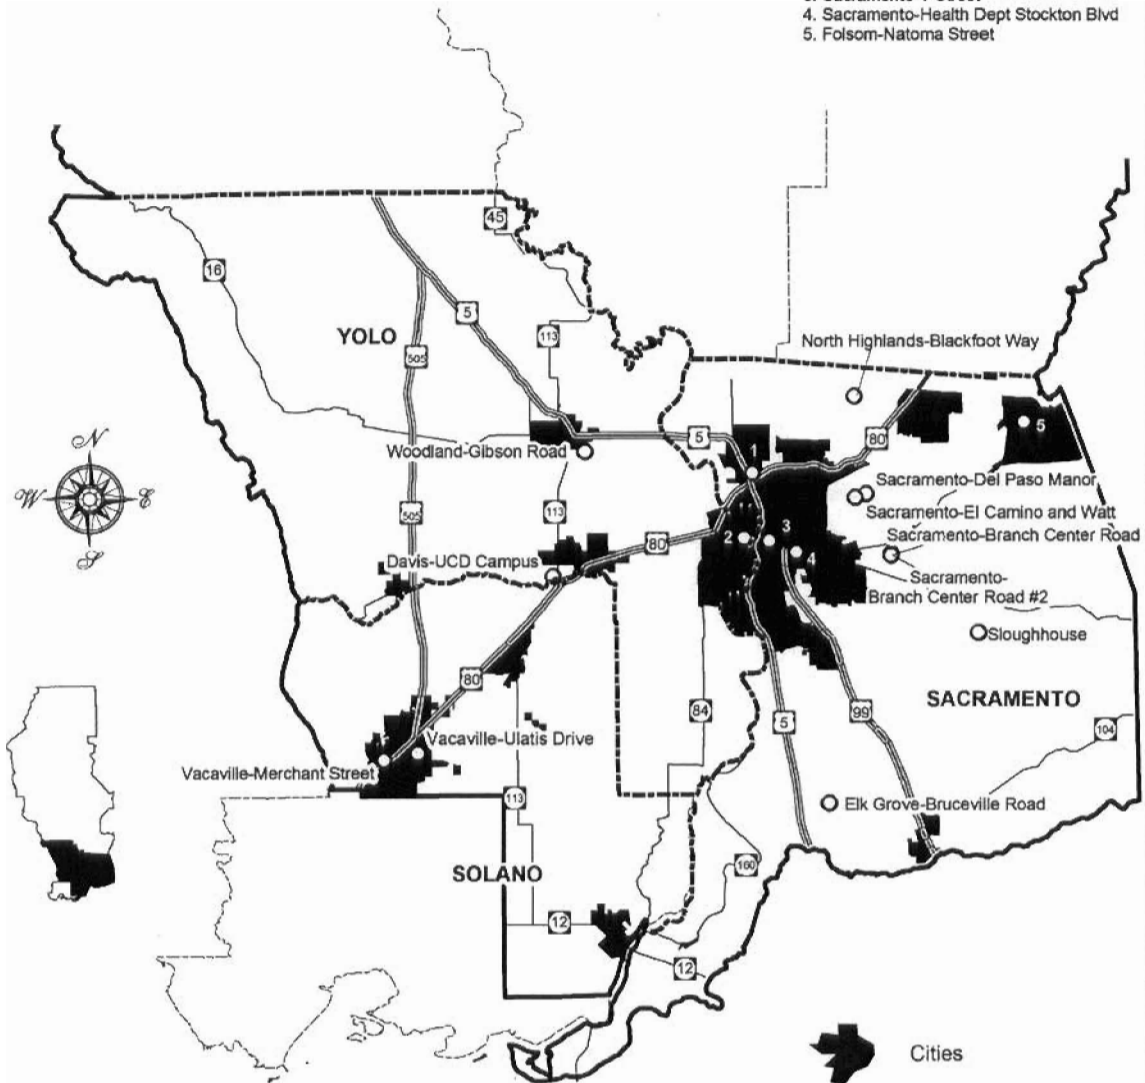 4. Sacramento-Health Dept Stockton Blvd
5. Folsom-Natoma Street
45
16
5
YOLO
113
505
North Highlands-Blackfoot Way
5
80
5
1
Woodland-Gibson Road
N
W E
S
Sacramento-Del Paso Manor
505
113
Sacramento-El Camino and Watt
2
3
80
Sacramento-Branch Center Road
4
Davis-UCD Campus
Sacramento-
Branch Center Road #2
Sloughhouse
80
SACRAMENTO
84
5
99
104
Vacaville-Ulatis Drive
Vacaville-Merchant Street
113
Elk Grove-Bruceville Road
160
SOLANO
12
12
Cities